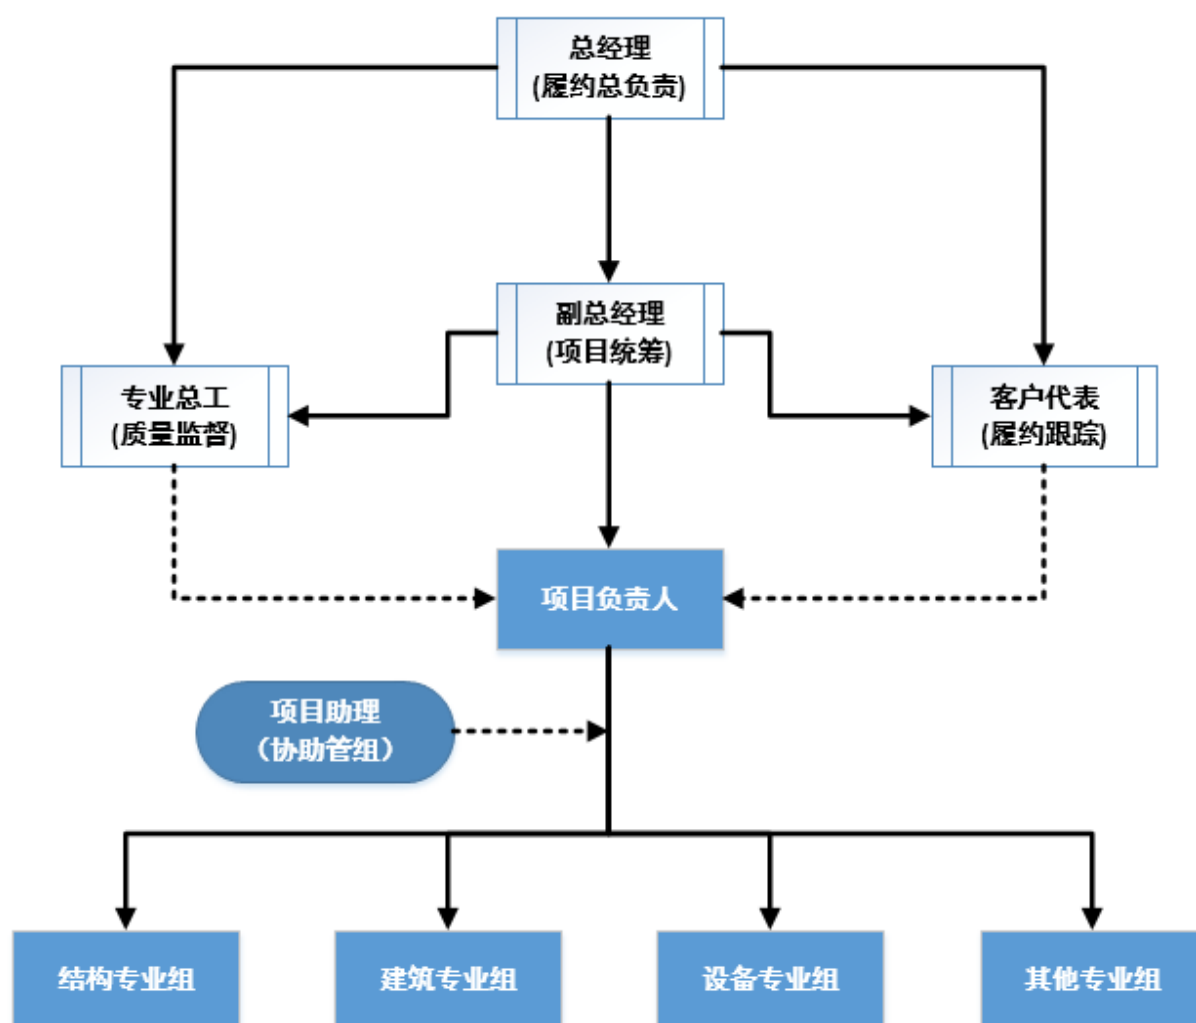 总经理
(履约总负责)
副总经理
(项目统筹)
专业总工
(质量监督)
客户代表
(履约跟踪)
项目负责人
项目助理
（协助管组）
结构专业组
建筑专业组
设备专业组
其他专业组